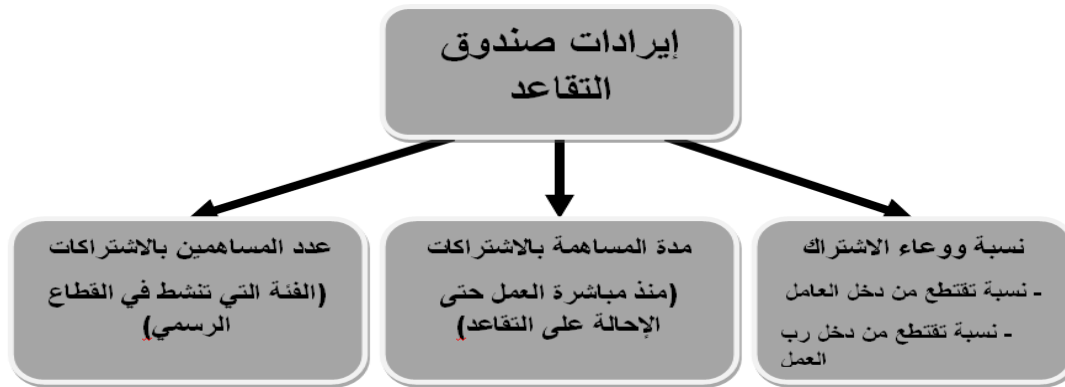 إيرادات صندوق
التقاعد
نسبة ووعاء الاشتراك
- نسبة تقتطع من دخل العامل
- نسبة تقتطع من دخل رب
العمل
مدة المساهمة بالاشتراكات
(منذ مباشرة العمل حتى
الإحالة على التقاعد)
عدد المساهمين بالاشتراكات
(الفئة التي تنشط في القطاع
الرسمي)